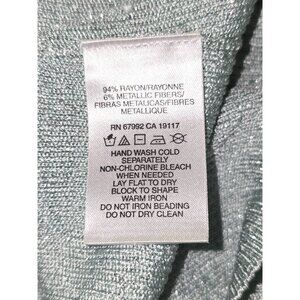 94% RAYON/RAYONNE
6% METALLIC FIBERS/
FIBRAS METALICAS/FIBRES
METALLIQUE
RN 67992 CA 19117
HAND WASH COLD
SEPARATELY
NON-CHLORINE BLEACH
WHEN NEEDED
LAY FLAT TO DRY
BLOCK TO SHAPE
WARM IRON
DO NOT IRON BEADING
DO NOT DRY CLEAN